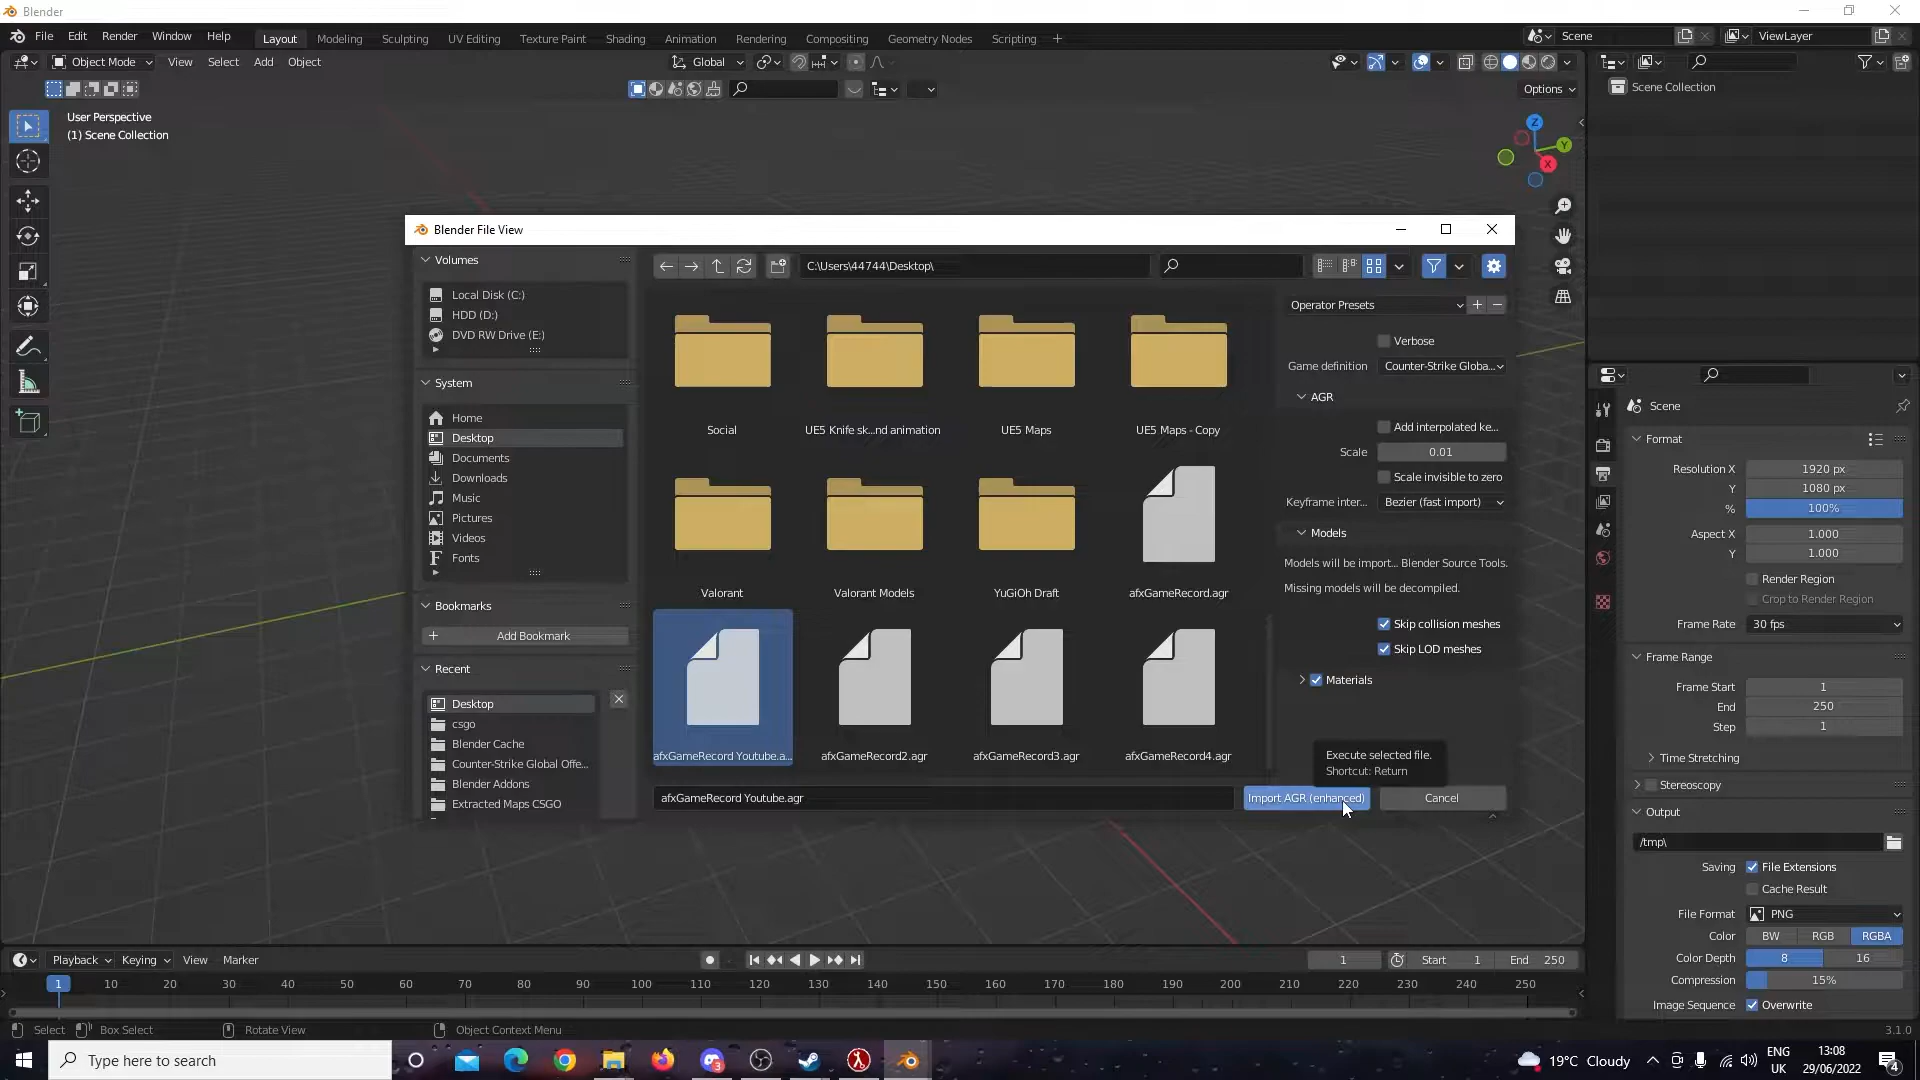 Blender
File Edit Render Window Help Layout Modeling Sculpting UV Editing Texture Paint Shading Animation Rendering Compositing Geometry Nodes Scripting + Scene ViewLayer
Object Mode View Select Add Object Global
Options
Scene Collection
User Perspective
(1) Scene Collection
Z
Y
X
Blender File View
Volumes
Local Disk (C:)
HDD (D:)
DVD RW Drive (E:)
System
Home
Desktop
Documents
Downloads
Music
Pictures
Videos
Fonts
Bookmarks
+ Add Bookmark
Recent
Desktop
csgo
Blender Cache
Counter-Strike Global Offe...
Blender Addons
Extracted Maps CSGO
C:\Users\44744\Desktop\
Social UE5 Knife sk...nd animation UE5 Maps UE5 Maps - Copy
Valorant Valorant Models YuGiOh Draft afxGameRecord.agr
afxGameRecord Youtube.a... afxGameRecord2.agr afxGameRecord3.agr afxGameRecord4.agr
afxGameRecord Youtube.agr
Operator Presets
Verbose
Game definition Counter-Strike Globa...
AGR
Add interpolated ke...
Scale 0.01
Scale invisible to zero
Keyframe inter... Bezier (fast import)
Models
Models will be import... Blender Source Tools.
Missing models will be decompiled.
Skip collision meshes
Skip LOD meshes
Materials
Execute selected file.
Shortcut: Return
Import AGR (enhanced) Cancel
Scene
Format
Resolution X 1920 px
Y 1080 px
% 100%
Aspect X 1.000
Y 1.000
Render Region
Crop to Render Region
Frame Rate 30 fps
Frame Range
Frame Start 1
End 250
Step 1
Time Stretching
Stereoscopy
Output
/tmp\
Saving File Extensions
Cache Result
File Format PNG
Color BW RGB RGBA
Color Depth 8 16
Compression 15%
Image Sequence Overwrite
Playback Keying View Marker 1 Start 1 End 250
1 10 20 30 40 50 60 70 80 90 100 110 120 130 140 150 160 170 180 190 200 210 220 230 240 250
Select Box Select Rotate View Object Context Menu 3.1.0
Type here to search
3
19°C Cloudy
ENG
UK
13:08
29/06/2022
4